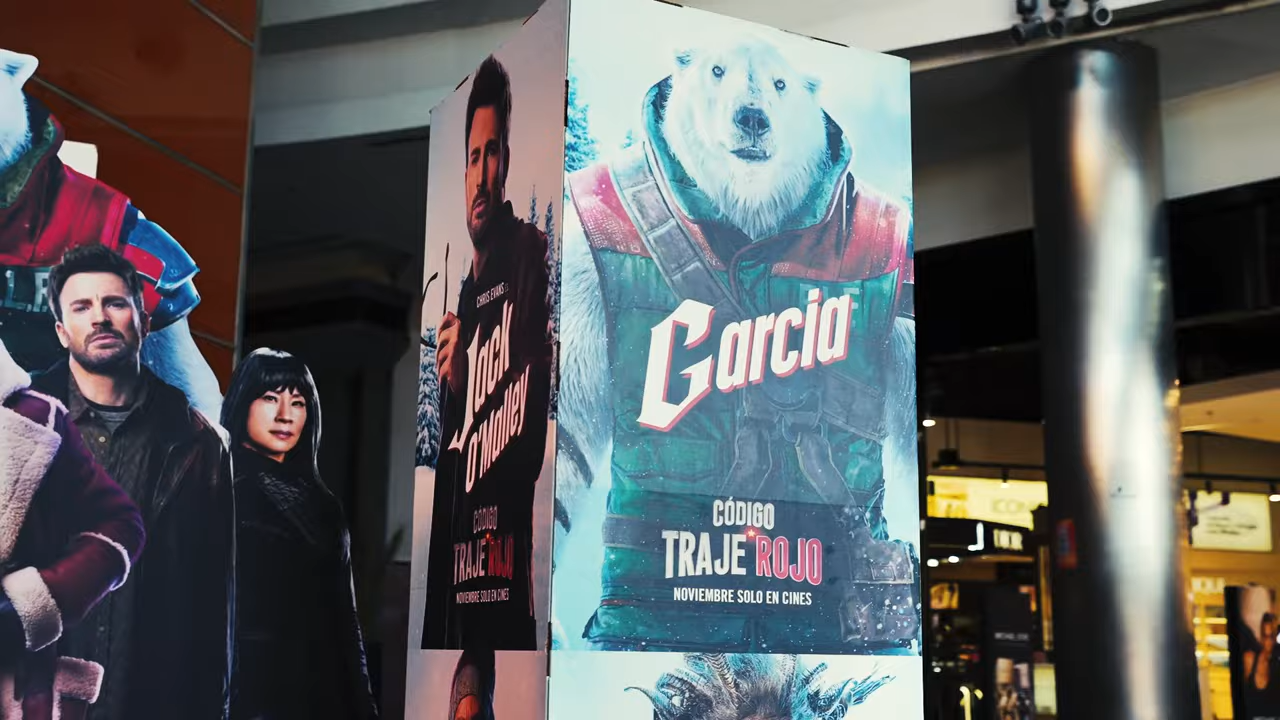 CHRIS EVANS ES
Jack
O'Malley
CÓDIGO
TRAJE ROJO
NOVIEMBRE SOLO EN CINES
Garcia
CÓDIGO
TRAJE ROJO
NOVIEMBRE SOLO EN CINES
DIOR